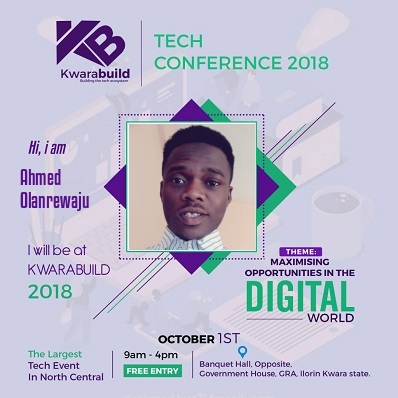 KB
Kwarabuild
Building the tech ecosystem
TECH
CONFERENCE 2018
Hi, i am
Ahmed
Olanrewaju
I will be at
KWARABUILD
2018
THEME:
MAXIMISING
OPPORTUNITIES IN THE
DIGITAL
WORLD
OCTOBER 1ST
The Largest
Tech Event
In North Central
9am - 4pm
FREE ENTRY
Banquet Hall, Opposite,
Government House, GRA, Ilorin Kwara state.